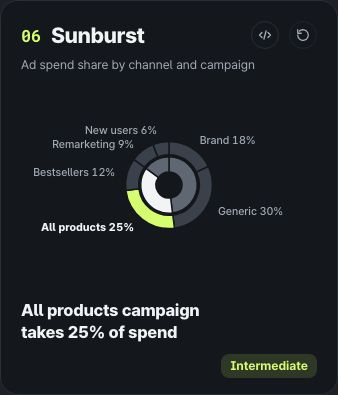 06 Sunburst
Ad spend share by channel and campaign
New users 6%
Remarketing 9%
Brand 18%
Bestsellers 12%
Generic 30%
All products 25%
All products campaign
takes 25% of spend
Intermediate